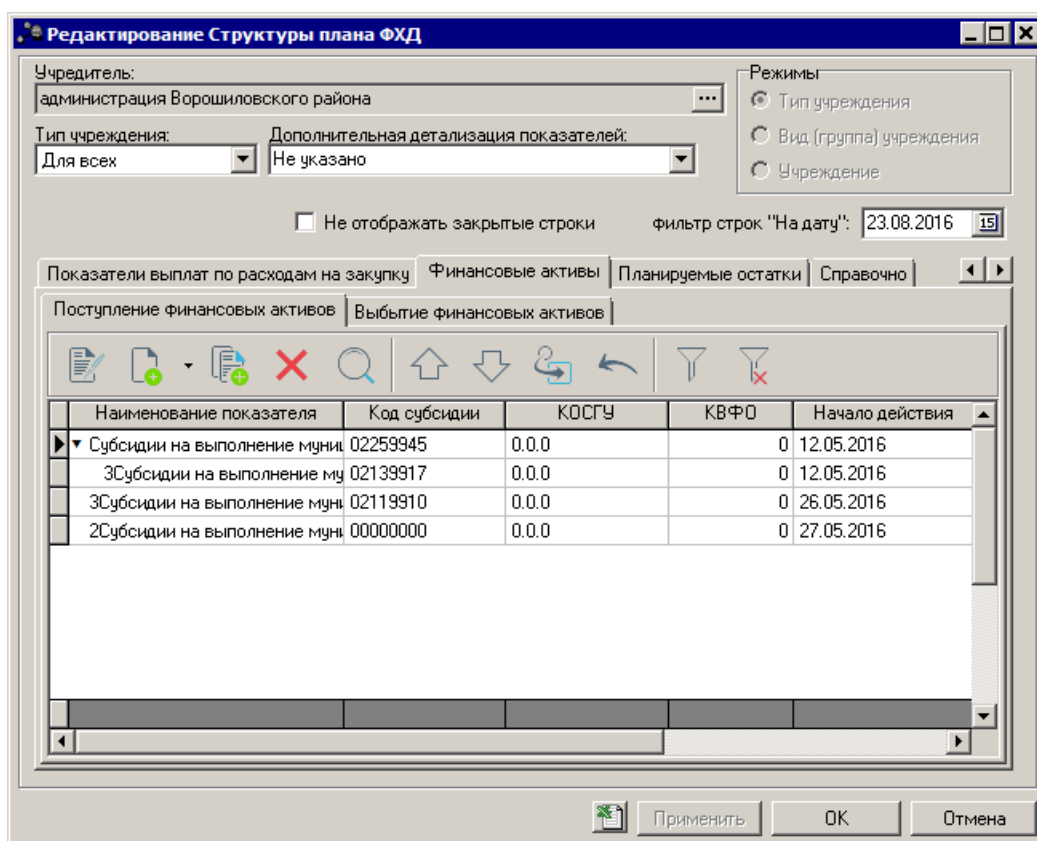 Редактирование Структуры плана ФХД
Учредитель:
администрация Ворошиловского района ...
Режимы
Тип учреждения
Вид (группа) учреждения
Учреждение
Тип учреждения: Дополнительная детализация показателей:
Для всех Не указано
Не отображать закрытые строки фильтр строк "На дату": 23.08.2016 15
Показатели выплат по расходам на закупку Финансовые активы Планируемые остатки Справочно
Поступление финансовых активов Выбытие финансовых активов
Наименование показателя Код субсидии КОСГУ КВФО Начало действия
Субсидии на выполнение муниц 02259945 0.0.0 0 12.05.2016
3Субсидии на выполнение му 02139917 0.0.0 0 12.05.2016
3Субсидии на выполнение мун 02119910 0.0.0 0 26.05.2016
2Субсидии на выполнение мун 00000000 0.0.0 0 27.05.2016
Применить OK Отмена